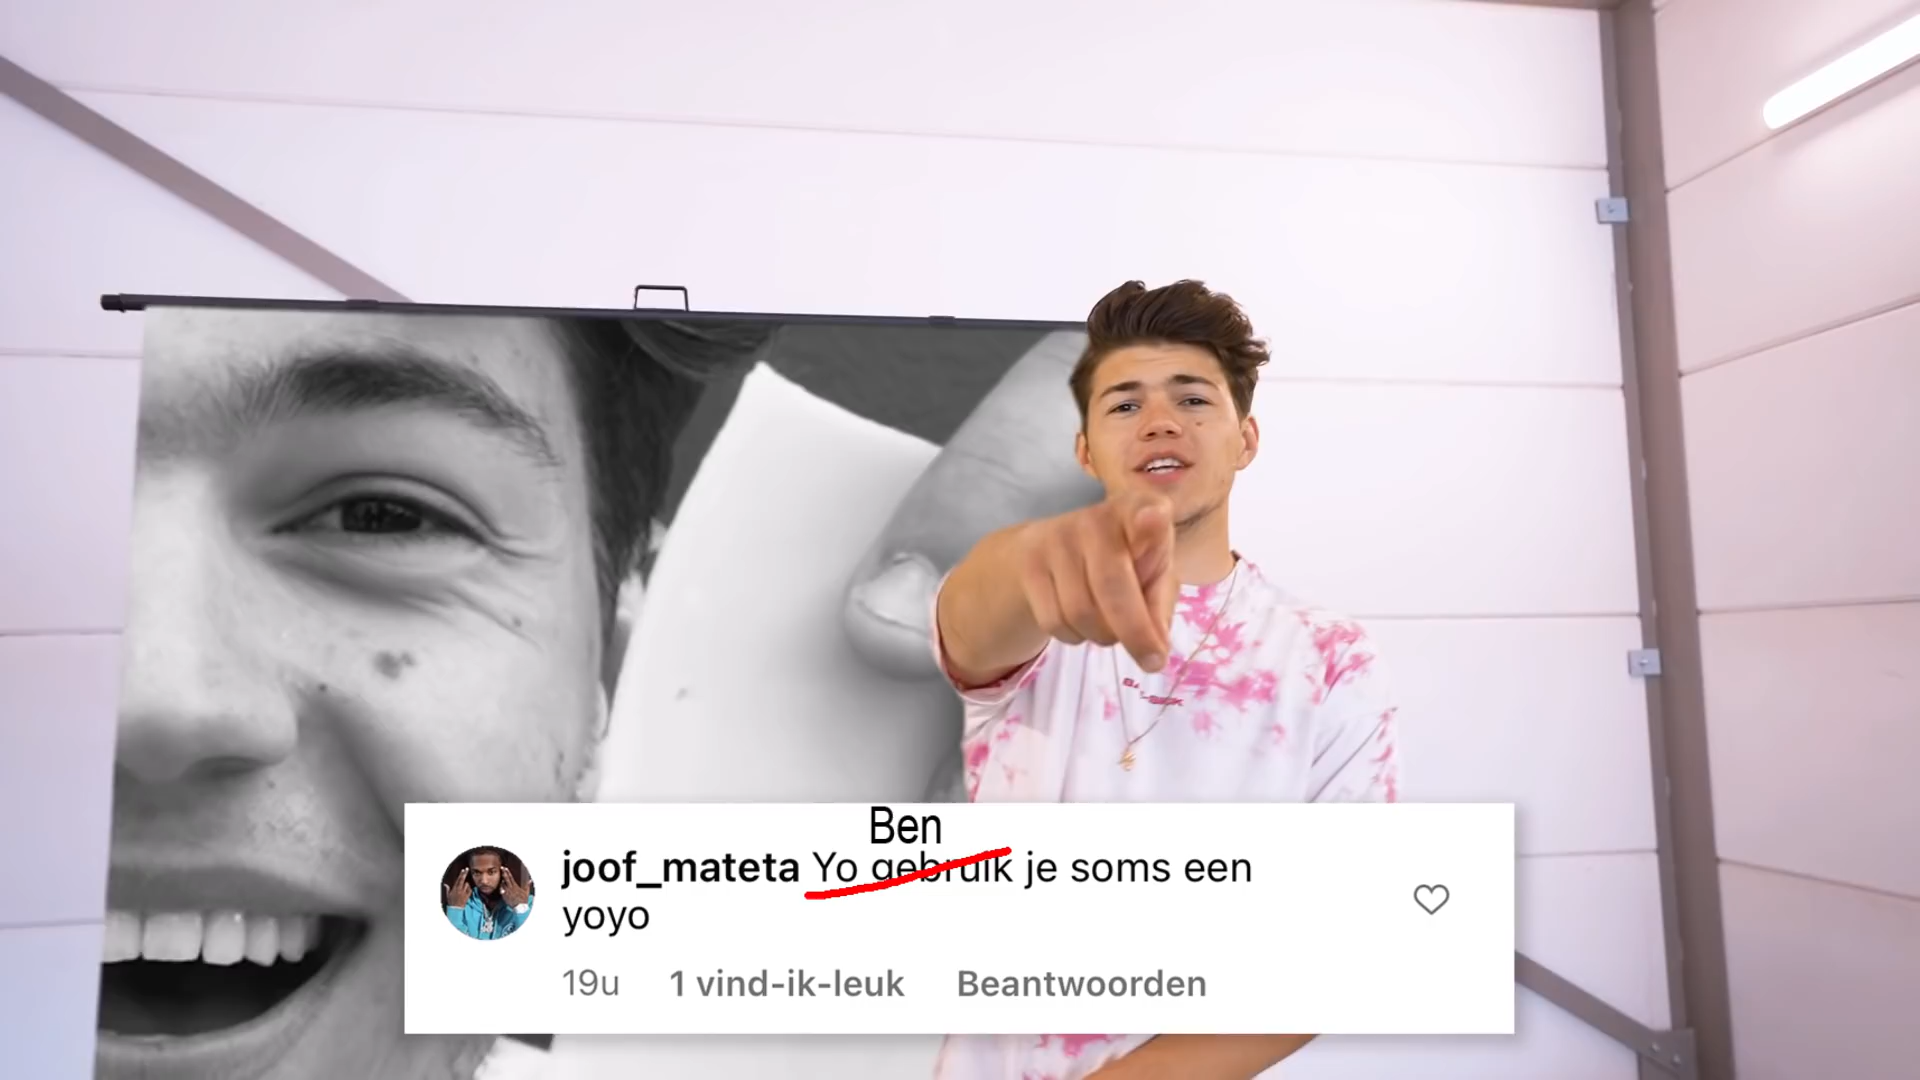 Ben
joof_mateta Yo gebruik je soms een
yoyo
19u 1 vind-ik-leuk Beantwoorden